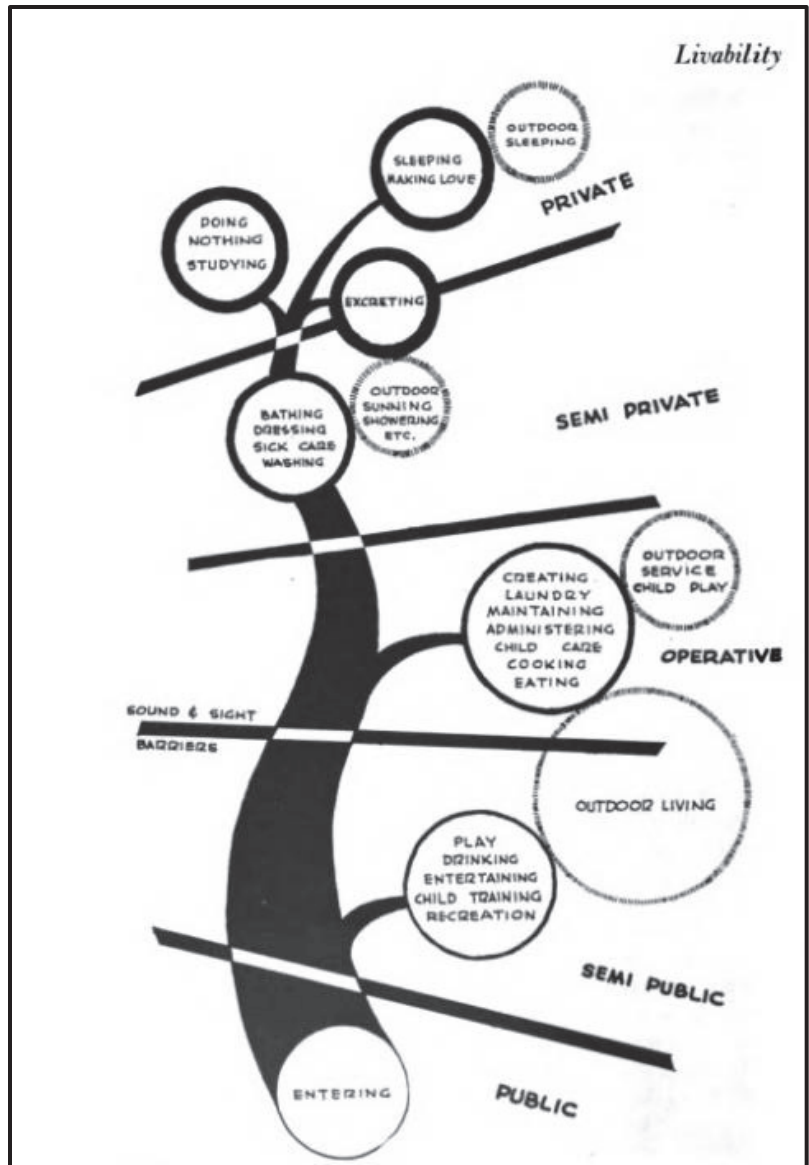 Livability
OUTDOOR
SLEEPING
SLEEPING
MAKING LOVE
PRIVATE
DOING
NOTHING
STUDYING
EXCRETING
OUTDOOR
SUNNING
SHOWERING
ETC.
BATHING
DRESSING
SICK CARE
WASHING
SEMI PRIVATE
OUTDOOR
SERVICE
CHILD PLAY
CREATING
LAUNDRY
MAINTAINING
ADMINISTERING
CHILD CARE
COOKING
EATING
OPERATIVE
SOUND & SIGHT
BARRIERS
OUTDOOR LIVING
PLAY
DRINKING
ENTERTAINING
CHILD TRAINING
RECREATION
SEMI PUBLIC
ENTERING
PUBLIC